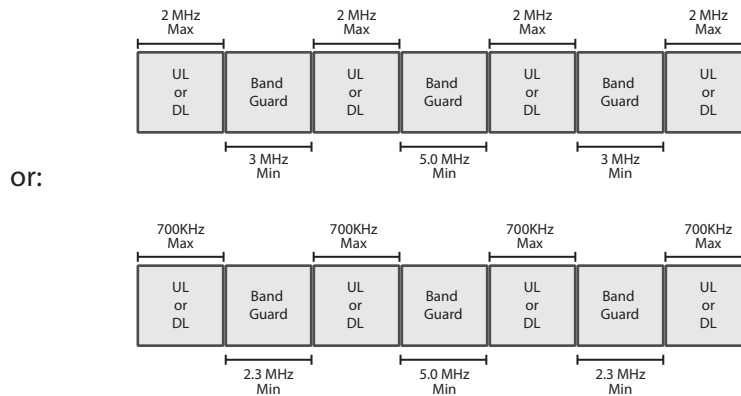 2 MHz
Max
2 MHz
Max
2 MHz
Max
2 MHz
Max
UL
or
DL
Band
Guard
UL
or
DL
Band
Guard
UL
or
DL
Band
Guard
UL
or
DL
3 MHz
Min
5.0 MHz
Min
3 MHz
Min
or:
700KHz
Max
700KHz
Max
700KHz
Max
700KHz
Max
UL
or
DL
Band
Guard
UL
or
DL
Band
Guard
UL
or
DL
Band
Guard
UL
or
DL
2.3 MHz
Min
5.0 MHz
Min
2.3 MHz
Min